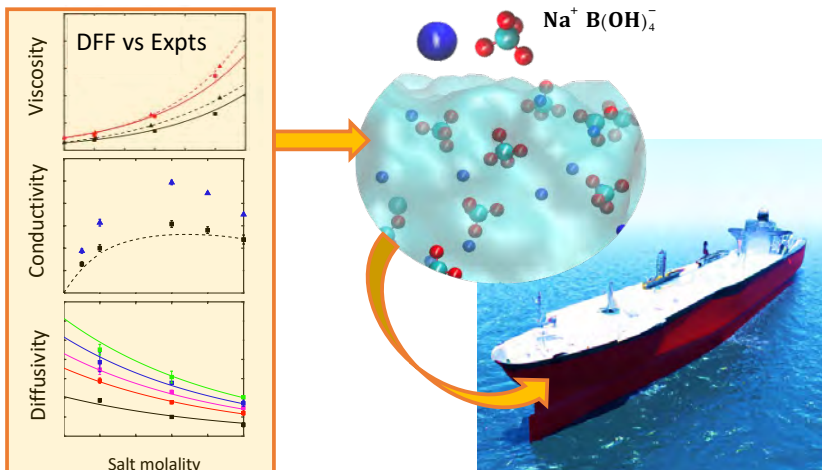 DFF vs Expts
Na⁺ B(OH)₄⁻
Viscosity
Conductivity
Diffusivity
Salt molality